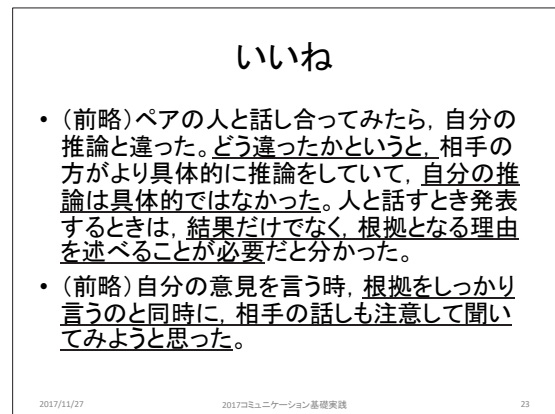 いいね
• （前略）ペアの人と話し合ってみたら，自分の
推論と違った。どう違ったかというと，相手の
方がより具体的に推論をしていて，自分の推
論は具体的ではなかった。人と話すとき発表
するときは，結果だけでなく，根拠となる理由
を述べることが必要だと分かった。
• （前略）自分の意見を言う時，根拠をしっかり
言うのと同時に，相手の話しも注意して聞い
てみようと思った。
2017/11/27 2017コミュニケーション基礎実践 23